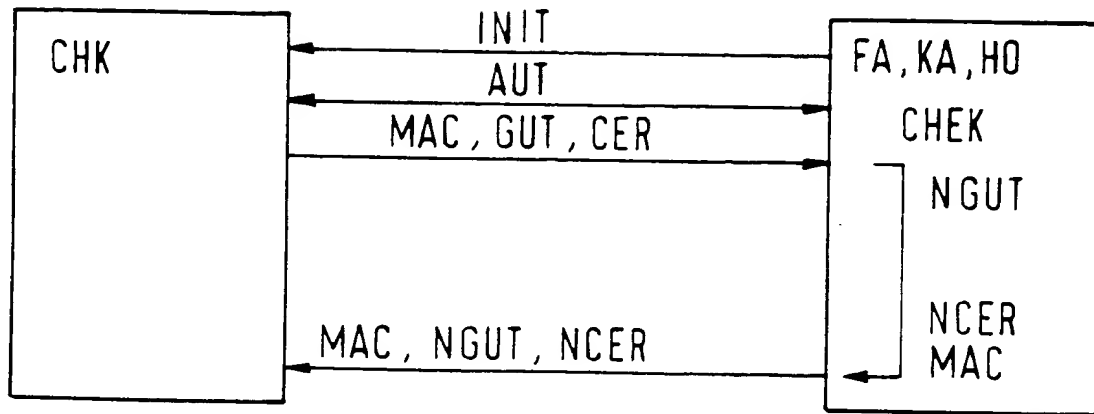 INIT
CHK
FA, KA, HO
AUT
CHEK
MAC, GUT, CER
NGUT
NCER
MAC, NGUT, NCER
MAC